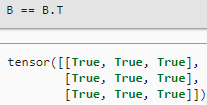 B == B.T
tensor([[True, True, True],
[True, True, True],
[True, True, True]])